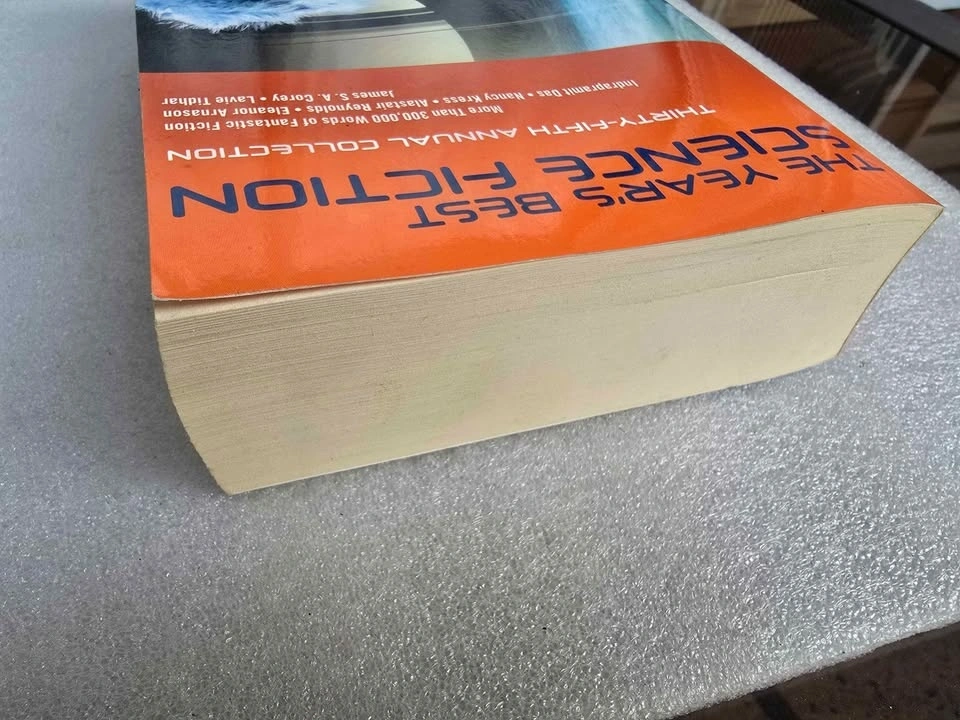 THE YEAR'S BEST
SCIENCE FICTION
THIRTY-FIFTH ANNUAL COLLECTION
More Than 300,000 Words of Fantastic Fiction
Indrapramit Das • Nancy Kress • Alastair Reynolds • Eleanor Arnason
James S. A. Corey • Lavie Tidhar